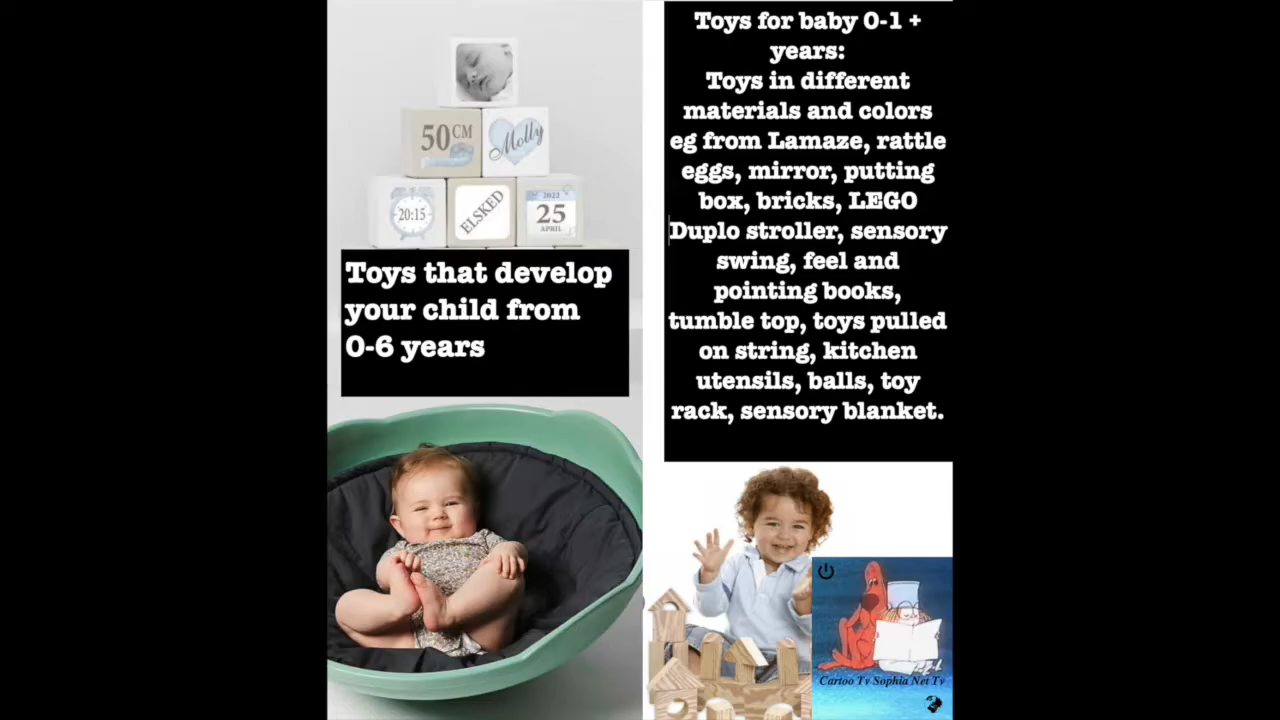 50CM
Molly
20:15
ELSKED
2022
25
APRIL
Toys that develop
your child from
0-6 years
Toys for baby 0-1 +
years:
Toys in different
materials and colors
eg from Lamaze, rattle
eggs, mirror, putting
box, bricks, LEGO
Duplo stroller, sensory
swing, feel and
pointing books,
tumble top, toys pulled
on string, kitchen
utensils, balls, toy
rack, sensory blanket.
Cartoo Tv Sophia Net Tv